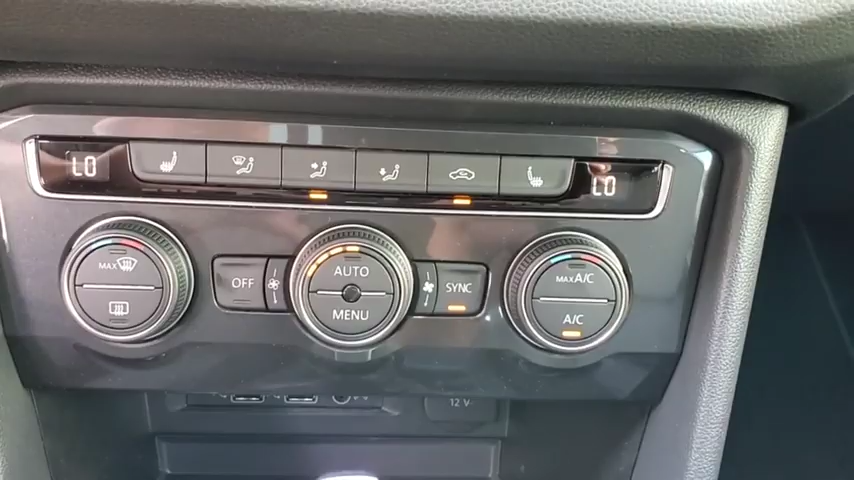 LO
LO
MAX
OFF
AUTO
MENU
SYNC
MAX A/C
A/C
12 V